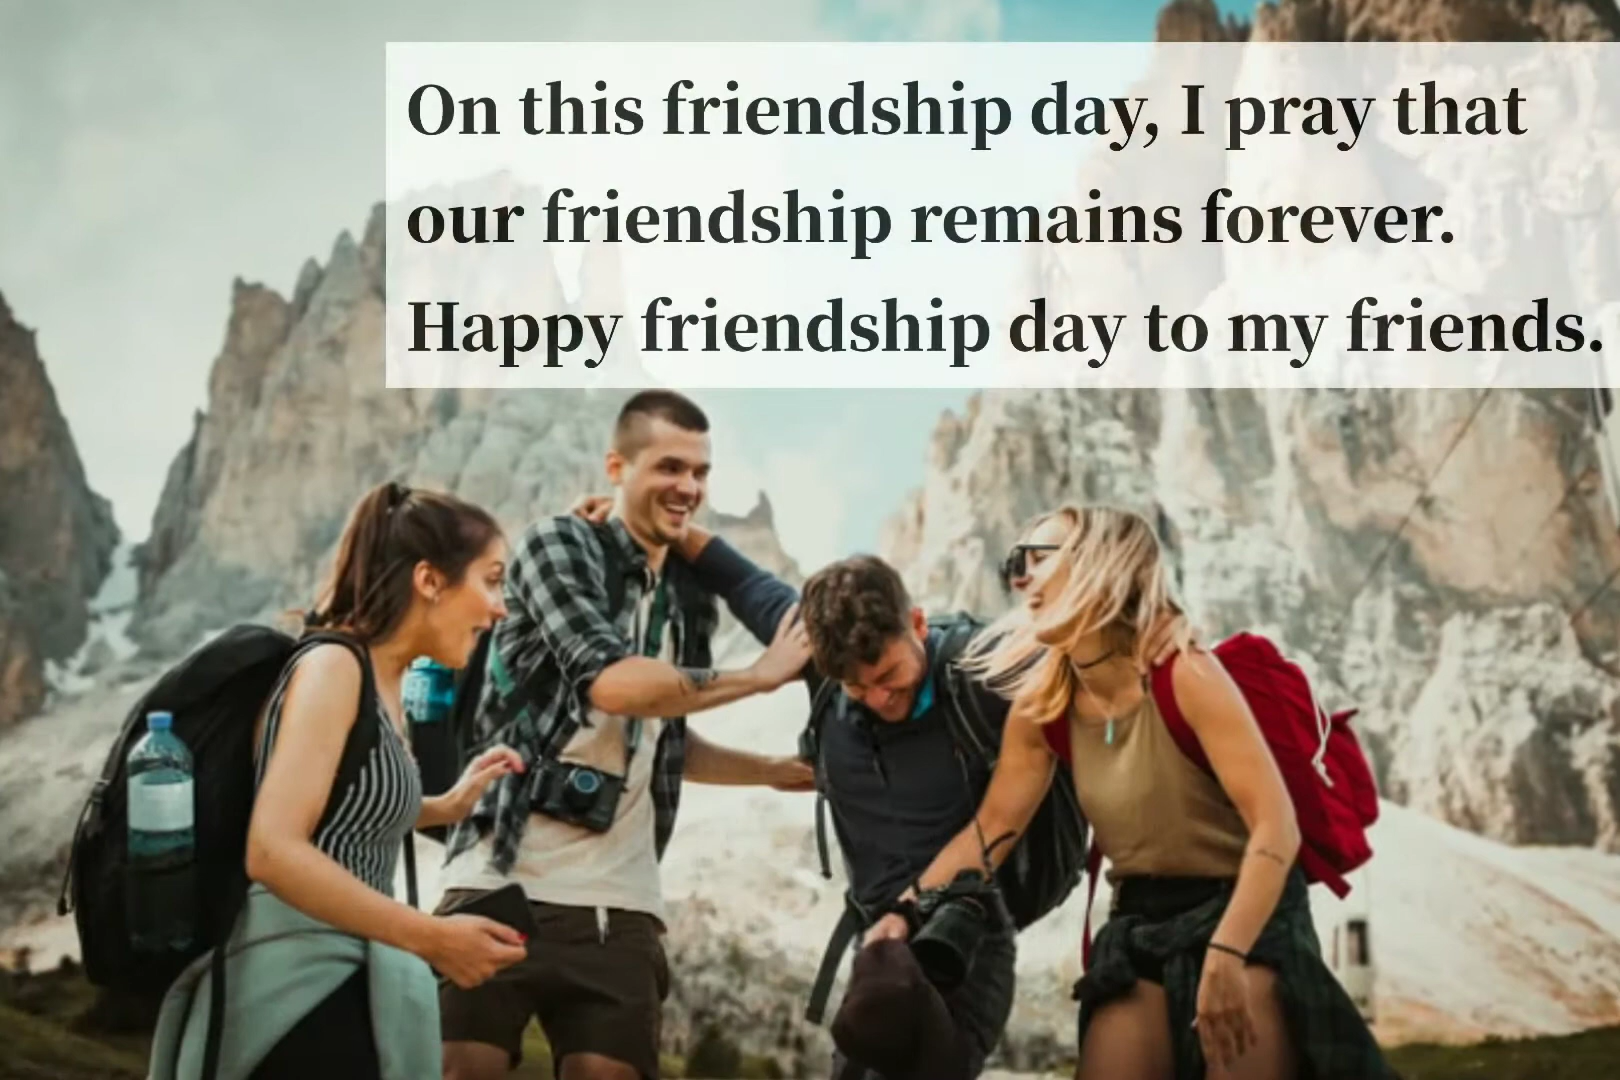 On this friendship day, I pray that
our friendship remains forever.
Happy friendship day to my friends.